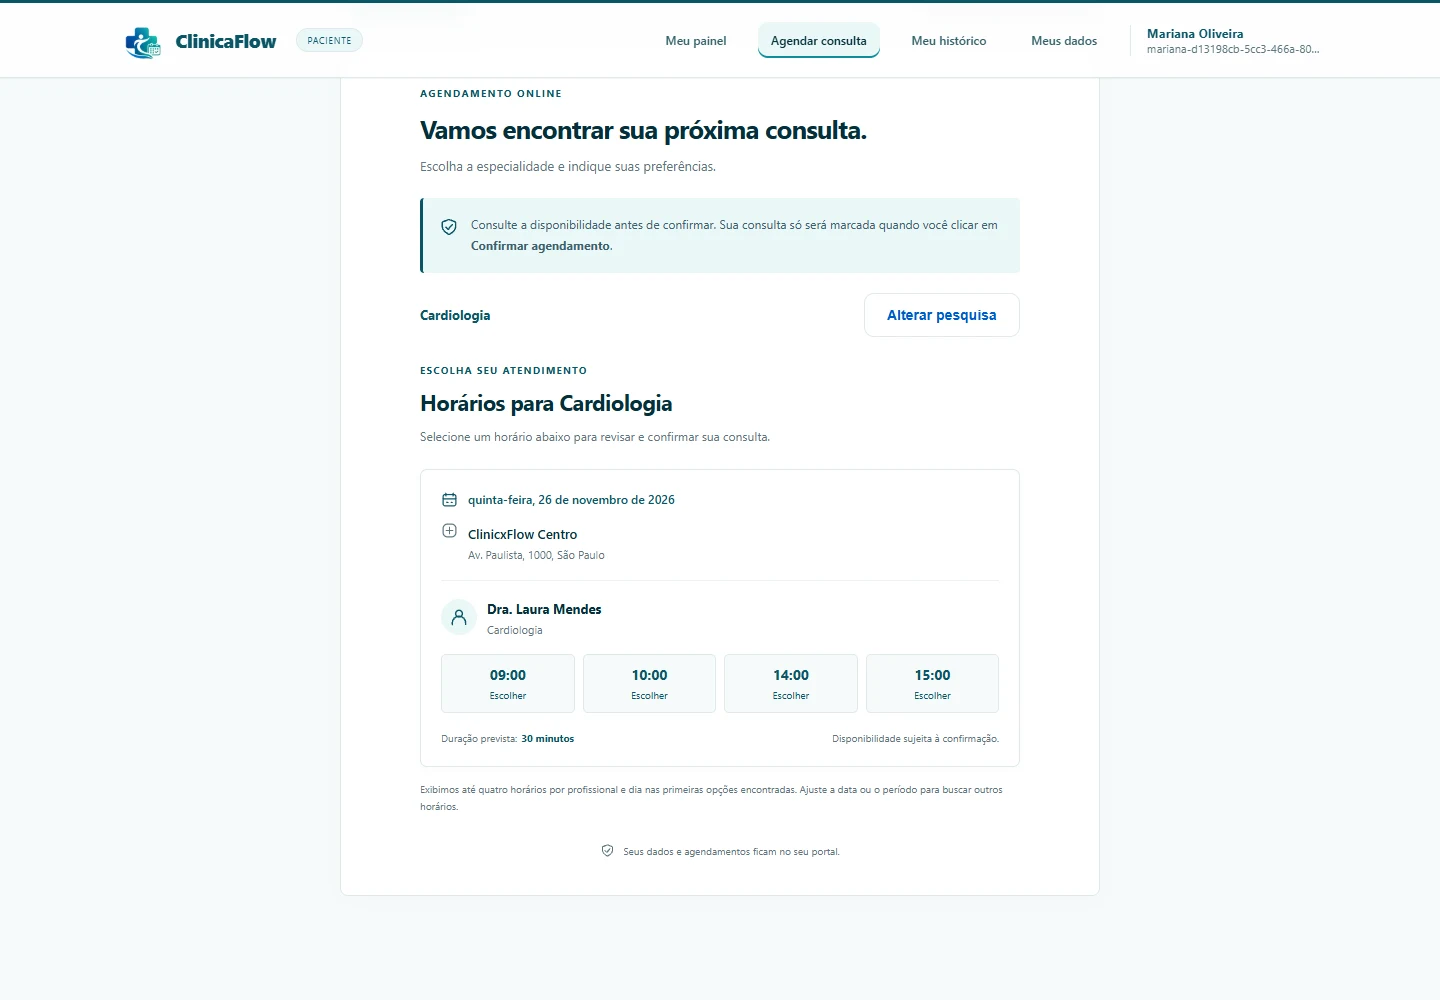 ClinicaFlow
PACIENTE
Meu painel
Agendar consulta
Meu histórico
Meus dados
Mariana Oliveira
mariana-d13198cb-5cc3-466a-80...
AGENDAMENTO ONLINE
Vamos encontrar sua próxima consulta.
Escolha a especialidade e indique suas preferências.
Consulte a disponibilidade antes de confirmar. Sua consulta só será marcada quando você clicar em
Confirmar agendamento.
Cardiologia
Alterar pesquisa
ESCOLHA SEU ATENDIMENTO
Horários para Cardiologia
Selecione um horário abaixo para revisar e confirmar sua consulta.
quinta-feira, 26 de novembro de 2026
ClinicxFlow Centro
Av. Paulista, 1000, São Paulo
Dra. Laura Mendes
Cardiologia
09:00
Escolher
10:00
Escolher
14:00
Escolher
15:00
Escolher
Duração prevista: 30 minutos
Disponibilidade sujeita à confirmação.
Exibimos até quatro horários por profissional e dia nas primeiras opções encontradas. Ajuste a data ou o período para buscar outros
horários.
Seus dados e agendamentos ficam no seu portal.